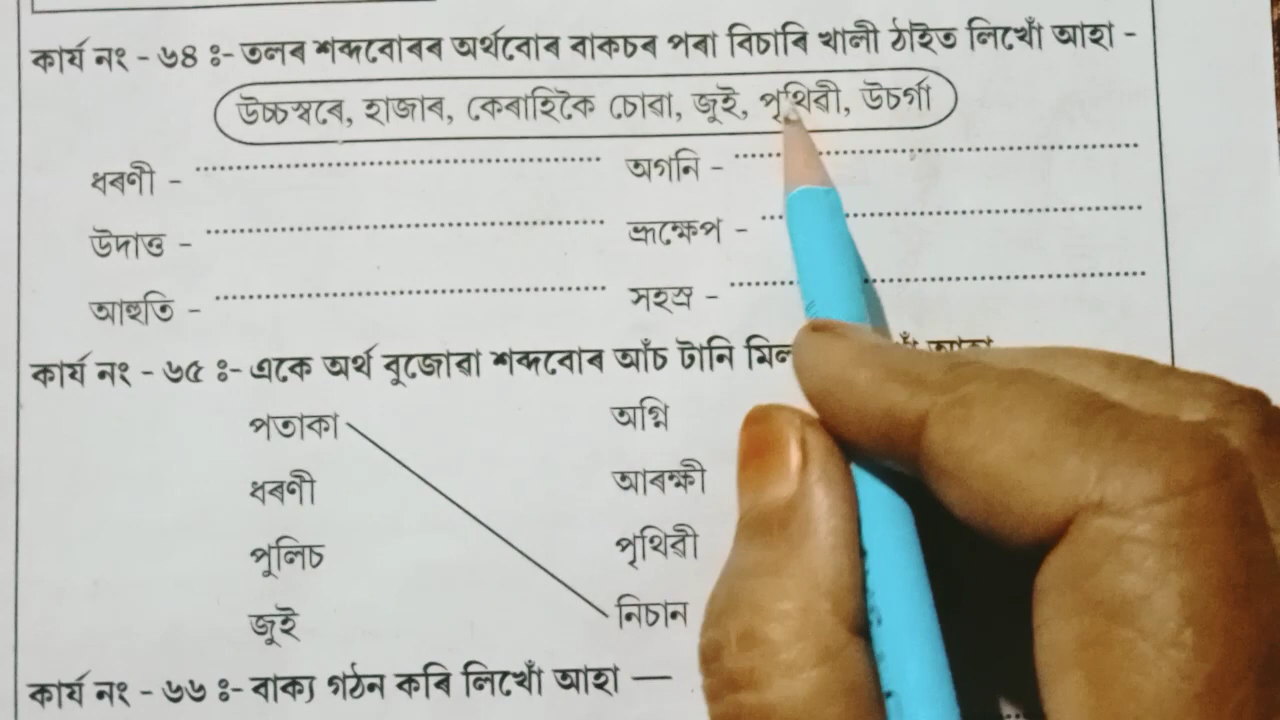 কাৰ্য নং - ৬৪ ঃ- তলৰ শব্দবোৰৰ অৰ্থবোৰ বাকচৰ পৰা বিচাৰি খালী ঠাইত লিখোঁ আহা -
উচ্চস্বৰে, হাজাৰ, কেৰাহিকৈ চোৱা, জুই, পৃথিৱী, উচৰ্গা
ধৰণী - অগনি -
উদাত্ত - ভ্ৰূক্ষেপ -
আহুতি - সহস্ৰ -
কাৰ্য নং - ৬৫ ঃ- একে অৰ্থ বুজোৱা শব্দবোৰ আঁচ টানি
পতাকা অগ্নি
ধৰণী আৰক্ষী
পুলিচ পৃথিৱী
জুই নিচান
কাৰ্য নং - ৬৬ ঃ- বাক্য গঠন কৰি লিখোঁ আহা —